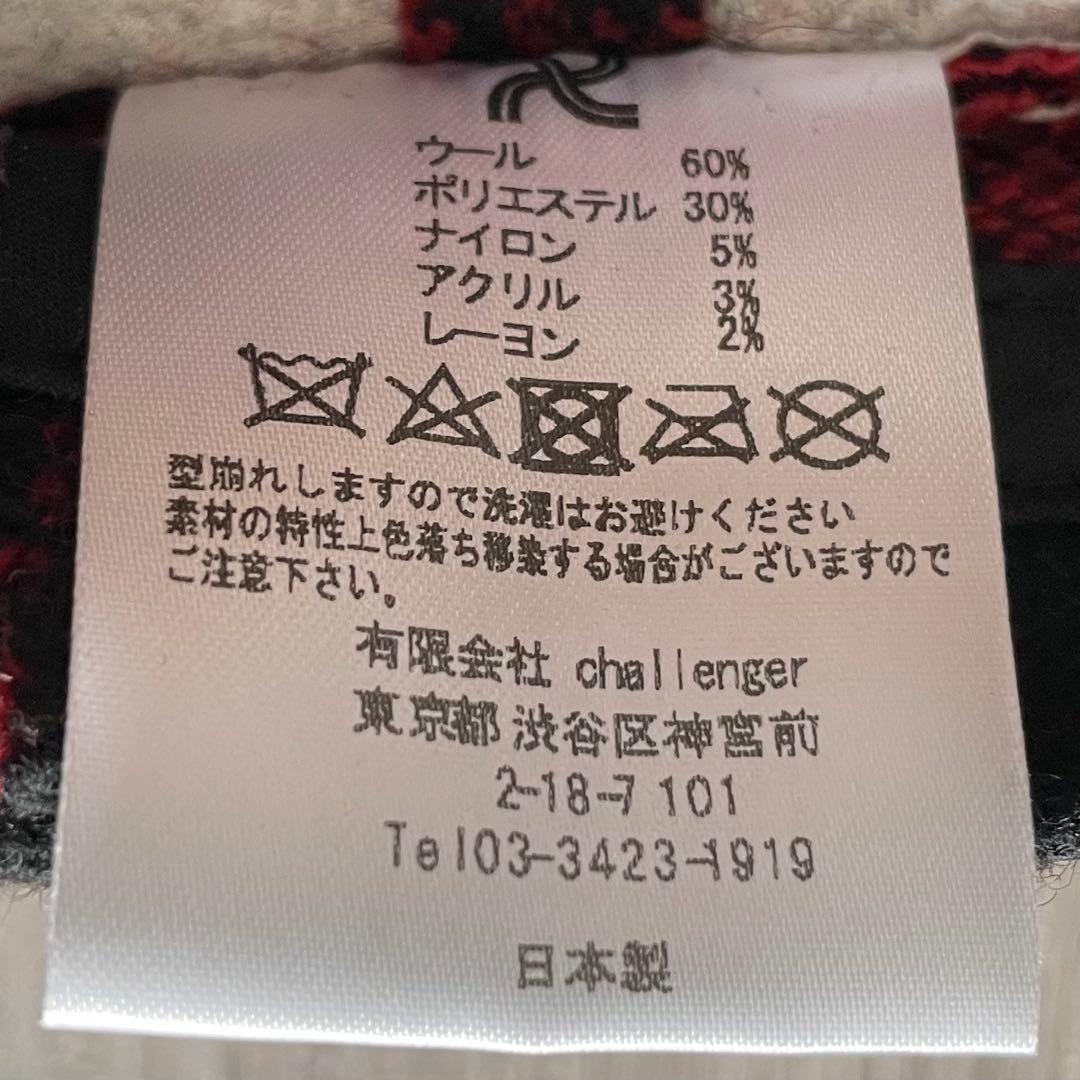 ウール 60%
ポリエステル 30%
ナイロン 5%
アクリル 3%
レーヨン 2%
型崩れしますので洗濯はお避けください
素材の特性上色落ち移染する場合がございますので
ご注意下さい。
有限会社 challenger
東京都 渋谷区神宮前
2-18-7 101
Tel03-3423-1919
日本製